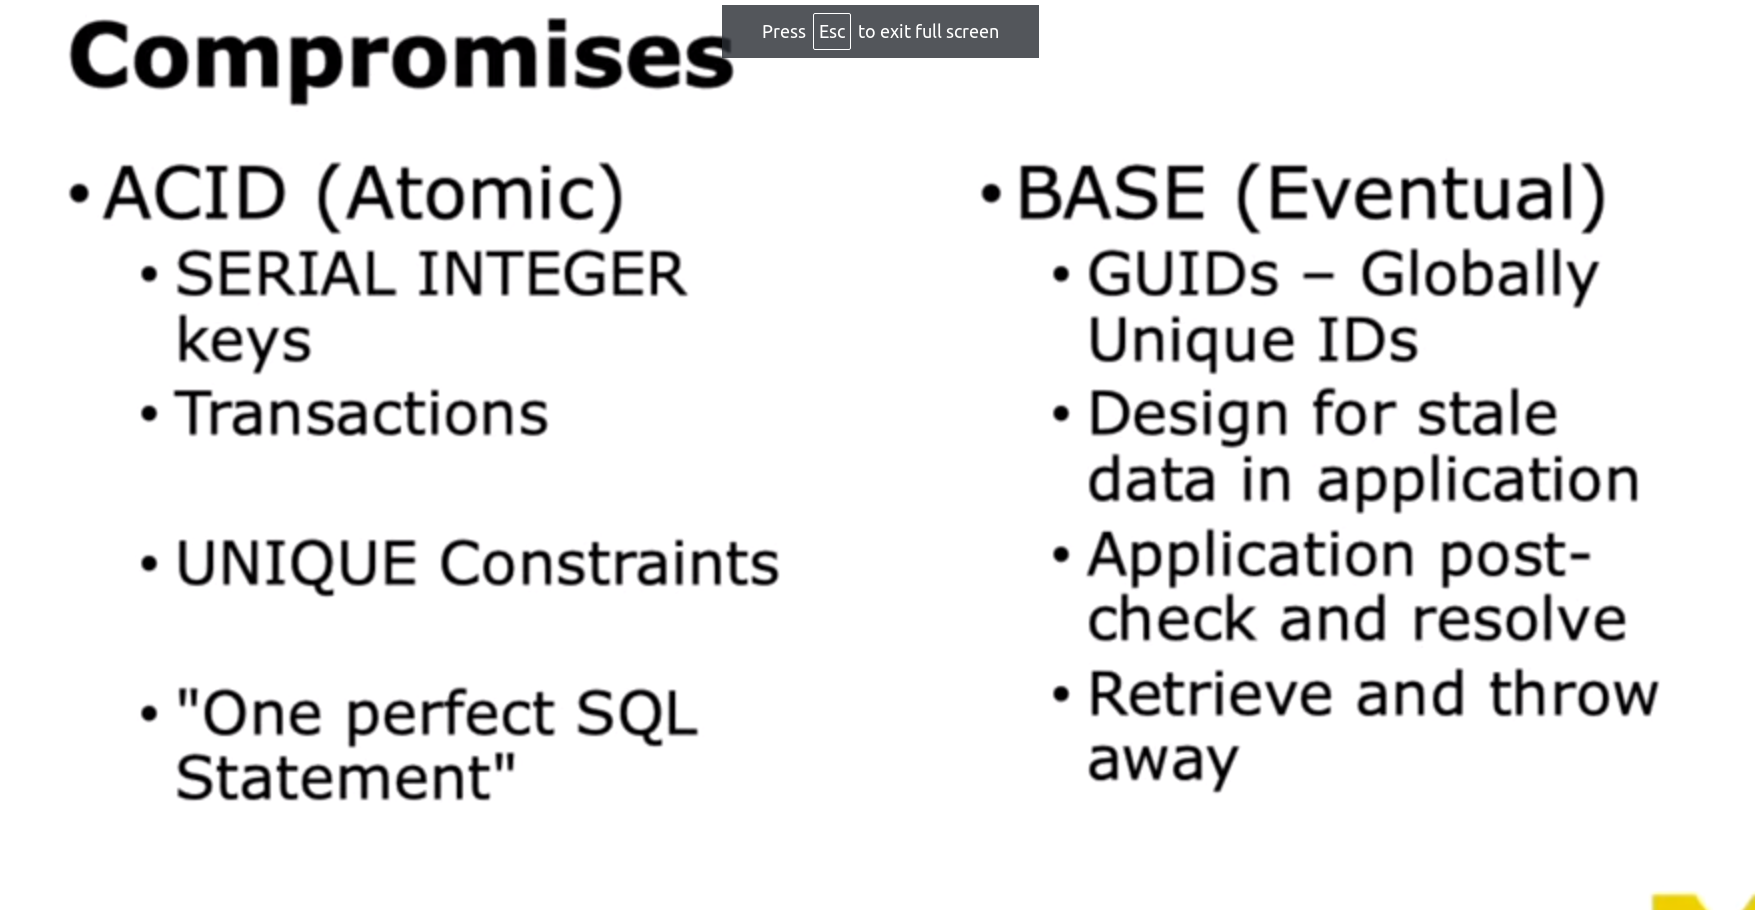 Compromises
Press Esc to exit full screen
• ACID (Atomic)
• SERIAL INTEGER
keys
• Transactions
• UNIQUE Constraints
• "One perfect SQL
Statement"
• BASE (Eventual)
• GUIDs – Globally
Unique IDs
• Design for stale
data in application
• Application post-
check and resolve
• Retrieve and throw
away